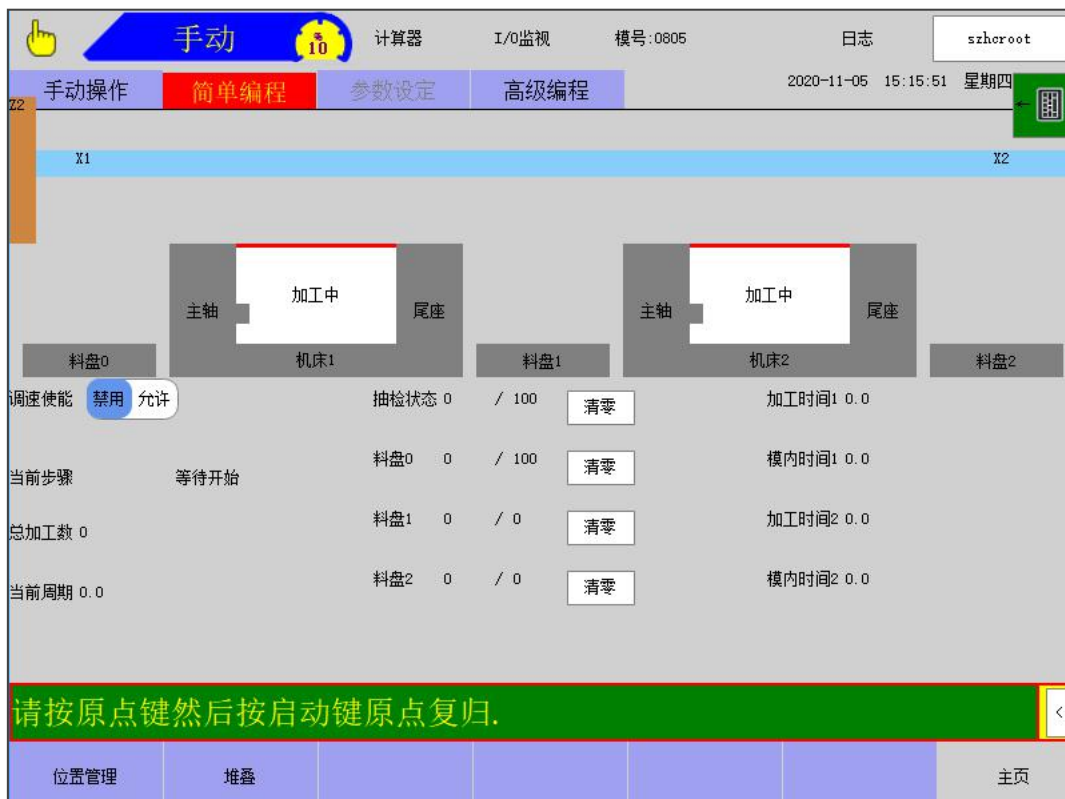 手动
% 10
计算器
I/O监视
模号:0805
日志
szhcroot
手动操作
简单编程
参数设定
高级编程
2020-11-05 15:15:51 星期四
Z2
←
X1
X2
主轴
加工中
尾座
主轴
加工中
尾座
料盘0
机床1
料盘1
机床2
料盘2
调速使能 禁用 允许
抽检状态 0 / 100 清零
加工时间1 0.0
料盘0 0 / 100 清零
模内时间1 0.0
当前步骤 等待开始
料盘1 0 / 0 清零
加工时间2 0.0
总加工数 0
料盘2 0 / 0 清零
模内时间2 0.0
当前周期 0.0
请按原点键然后按启动键原点复归.
<
位置管理
堆叠
主页